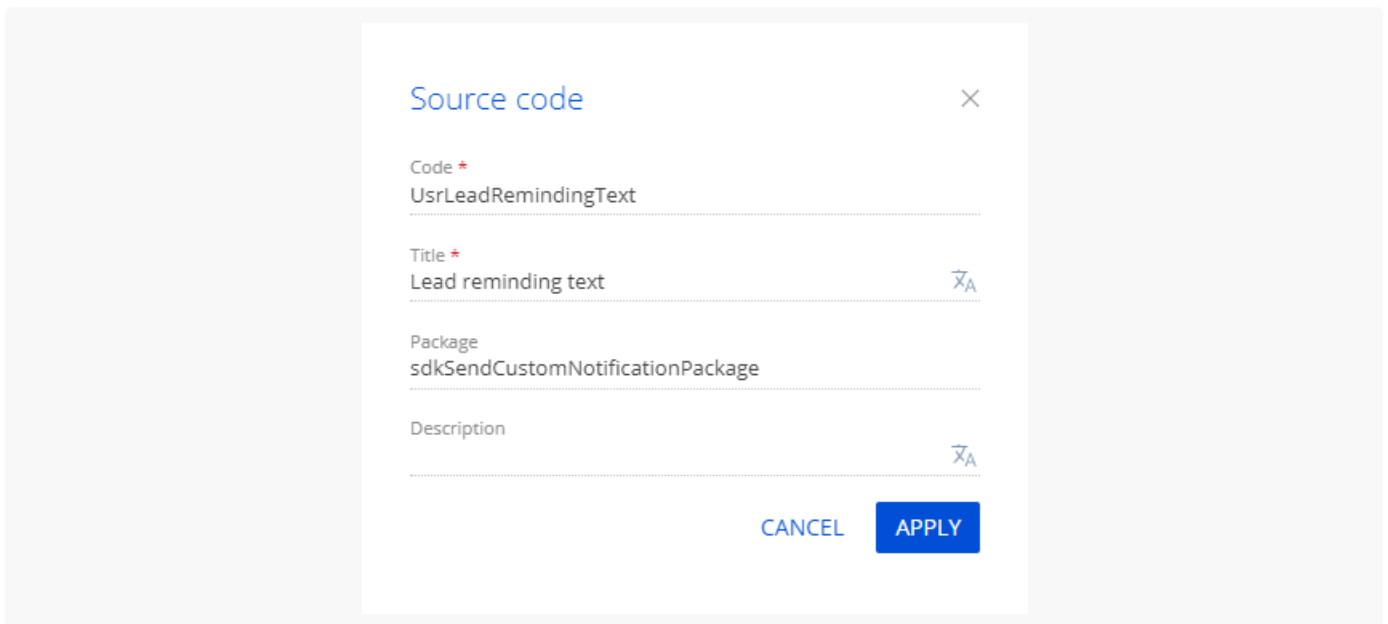 Source code
Code *
UsrLeadRemindingText
Title *
Lead reminding text
Package
sdkSendCustomNotificationPackage
Description
CANCEL APPLY